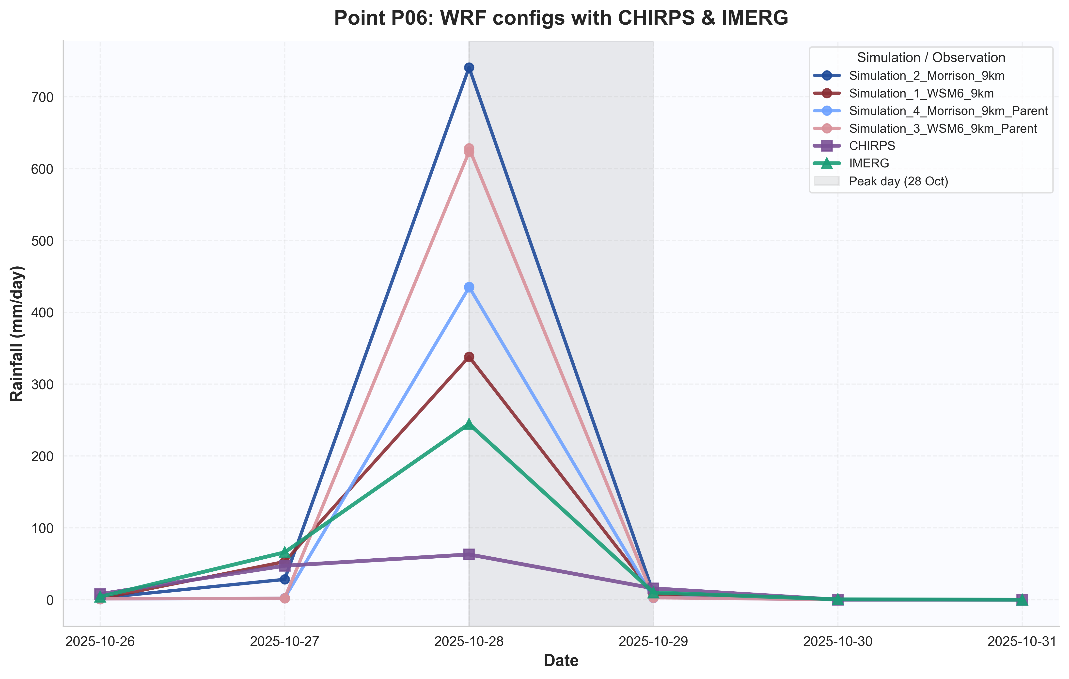 Point P06: WRF configs with CHIRPS & IMERG
Simulation / Observation
Simulation_2_Morrison_9km
Simulation_1_WSM6_9km
Simulation_4_Morrison_9km_Parent
Simulation_3_WSM6_9km_Parent
CHIRPS
IMERG
Peak day (28 Oct)
Rainfall (mm/day)
700
600
500
400
300
200
100
0
2025-10-26
2025-10-27
2025-10-28
2025-10-29
2025-10-30
2025-10-31
Date